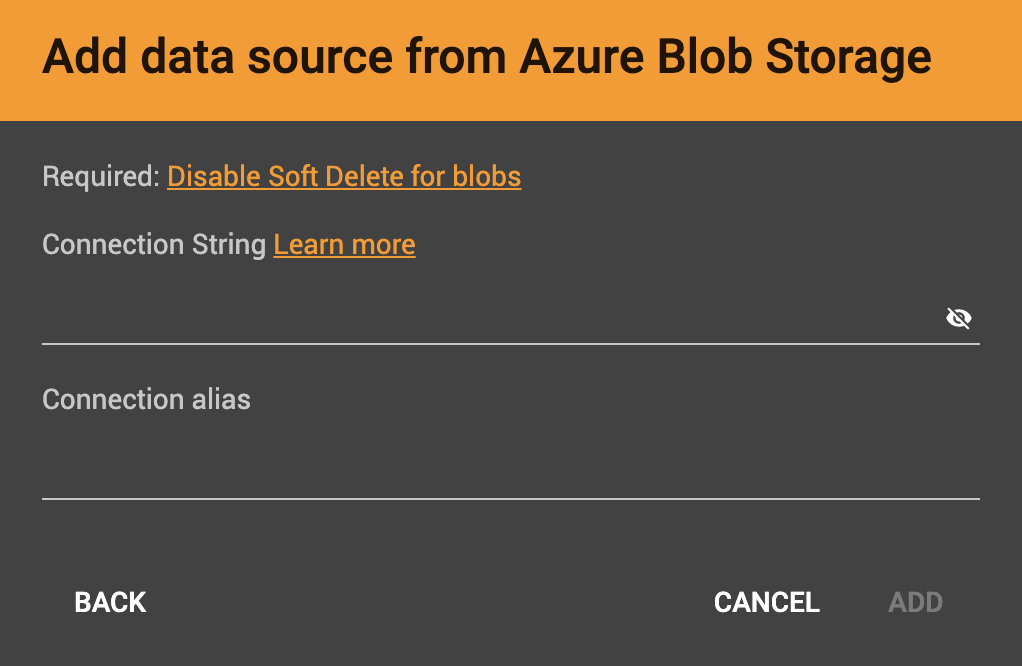 Add data source from Azure Blob Storage
Required: Disable Soft Delete for blobs
Connection String Learn more
Connection alias
BACK
CANCEL
ADD